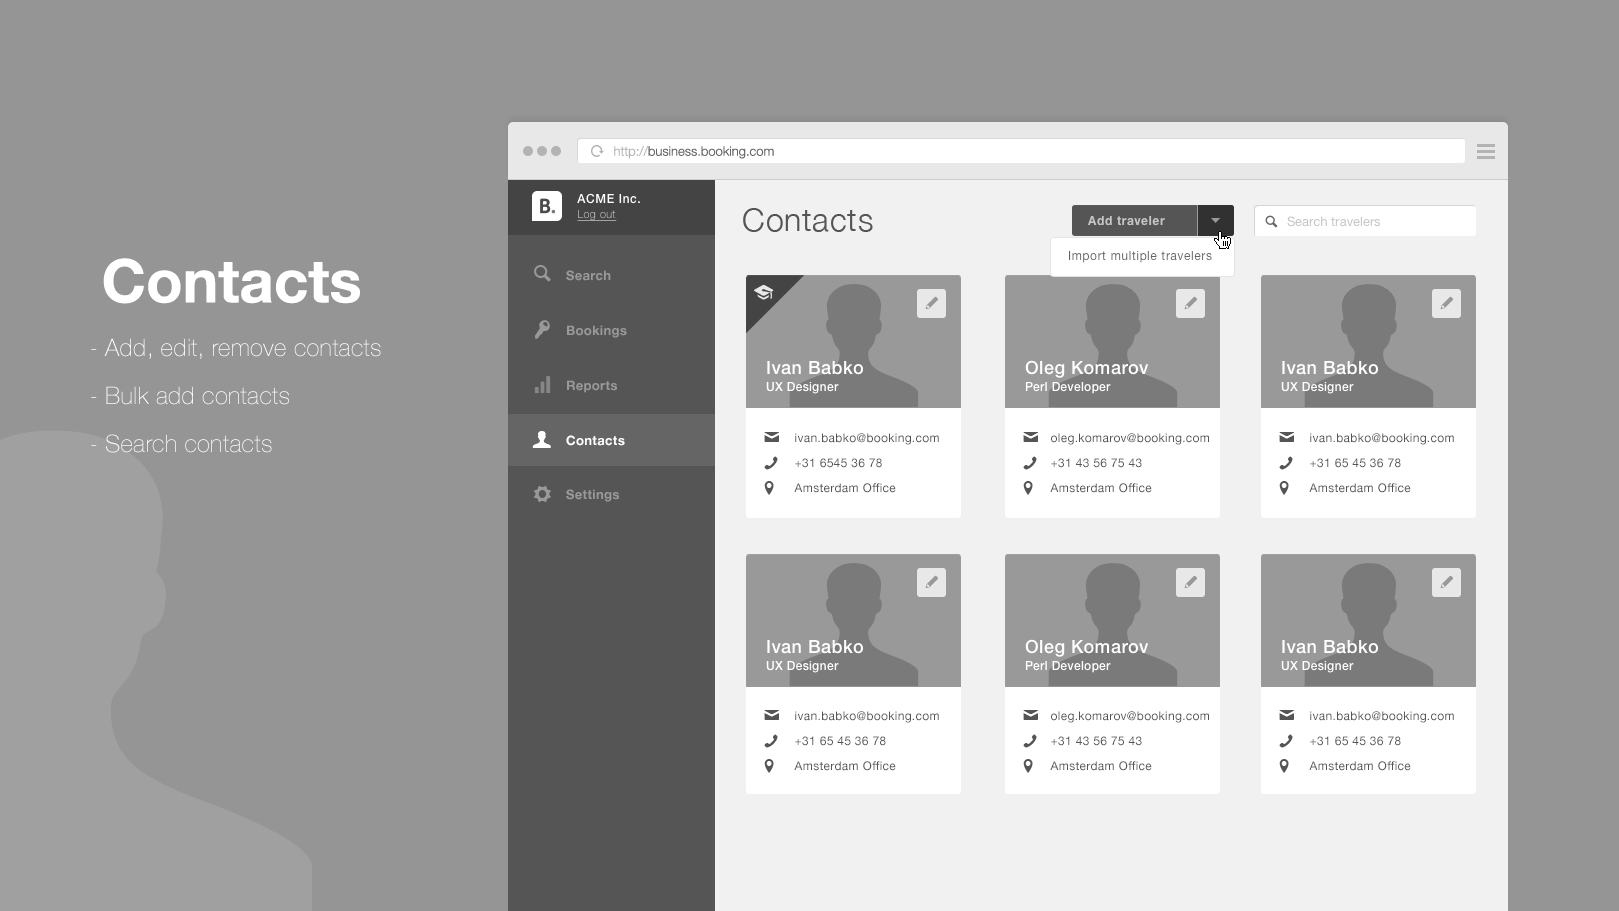 Contacts
- Add, edit, remove contacts
- Bulk add contacts
- Search contacts
http://business.booking.com
B.
ACME Inc.
Log out
Search
Bookings
Reports
Contacts
Settings
Contacts
Add traveler
Search travelers
Import multiple travelers
Ivan Babko
UX Designer
ivan.babko@booking.com
+31 6545 36 78
Amsterdam Office
Oleg Komarov
Perl Developer
oleg.komarov@booking.com
+31 43 56 75 43
Amsterdam Office
Ivan Babko
UX Designer
ivan.babko@booking.com
+31 65 45 36 78
Amsterdam Office
Ivan Babko
UX Designer
ivan.babko@booking.com
+31 65 45 36 78
Amsterdam Office
Oleg Komarov
Perl Developer
oleg.komarov@booking.com
+31 43 56 75 43
Amsterdam Office
Ivan Babko
UX Designer
ivan.babko@booking.com
+31 65 45 36 78
Amsterdam Office